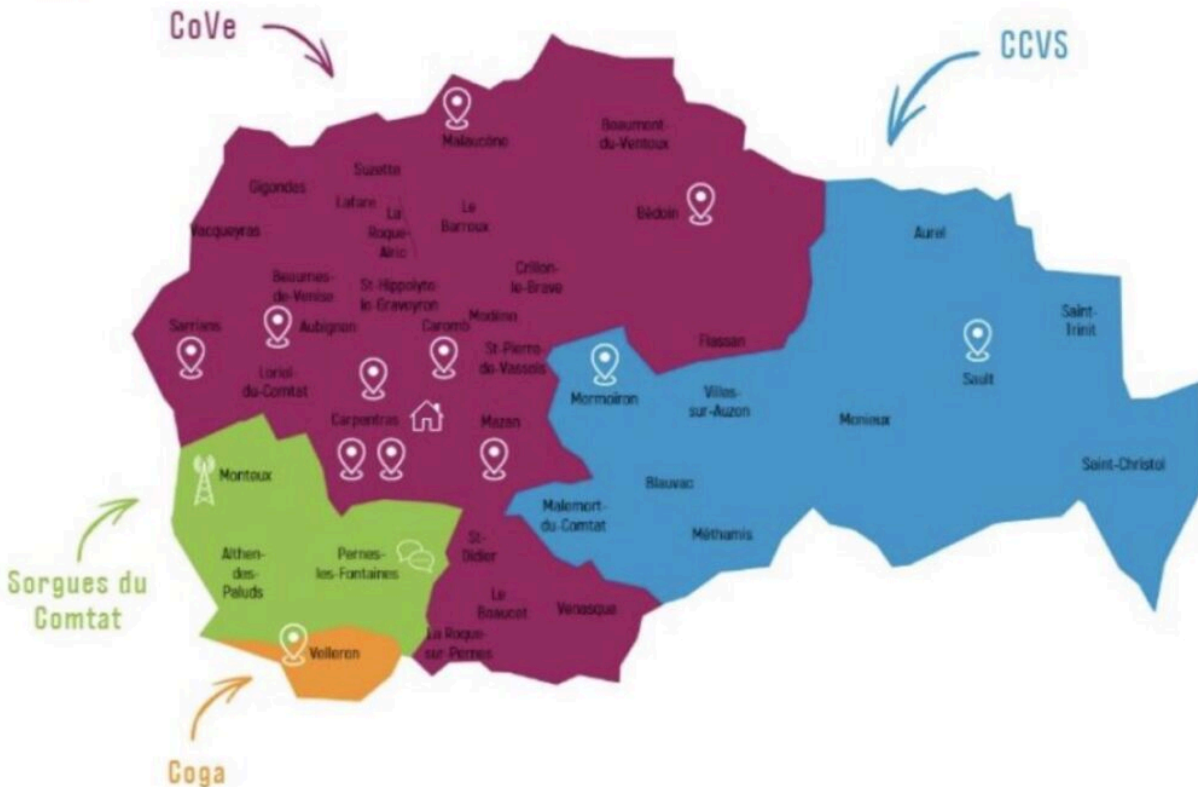 CoVe
CCVS
Malaucène
Beaumont-
du-Ventoux
Suzette
Gigondas
Lafare
La
Roque-
Alric
Le
Barroux
Bédoin
Vacqueyras
Aurel
Crillon-
le-Brave
Beaumes-
de-Venise
St-Hippolyte-
le-Graveyron
Modène
Saint-
Trinit
Sarrians
Aubignan
Caromb
St-Pierre-
de-Vassols
Flassan
Loriol-
du-Comtat
Mormoiron
Villes-
sur-Auzon
Sault
Carpentras
Mazan
Monieux
Monteux
Blauvac
Saint-Christol
Malemort-
du-Comtat
Méthamis
St-
Didier
Althen-
des-
Paluds
Pernes-
les-Fontaines
Sorgues du
Comtat
Le
Beaucet
Venasque
La Roque-
sur-Pernes
Velleron
Coga